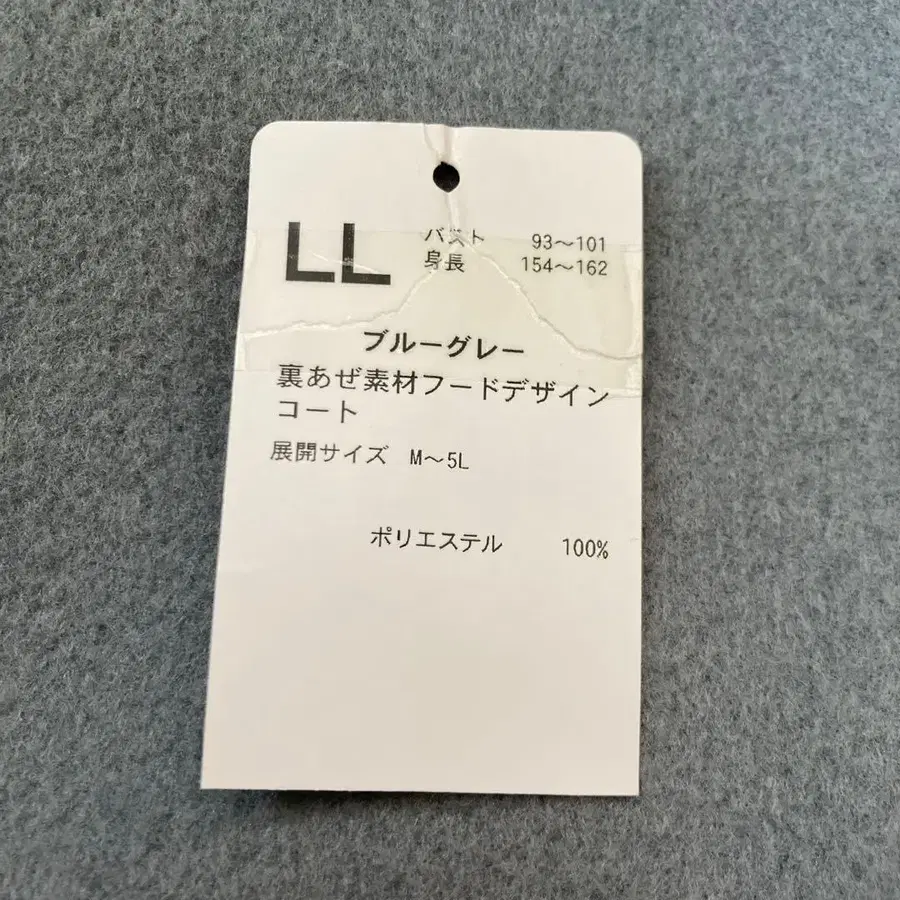 LL
バスト 93～101
身長 154～162
ブルーグレー
裏あぜ素材フードデザイン
コート
展開サイズ M～5L
ポリエステル 100%